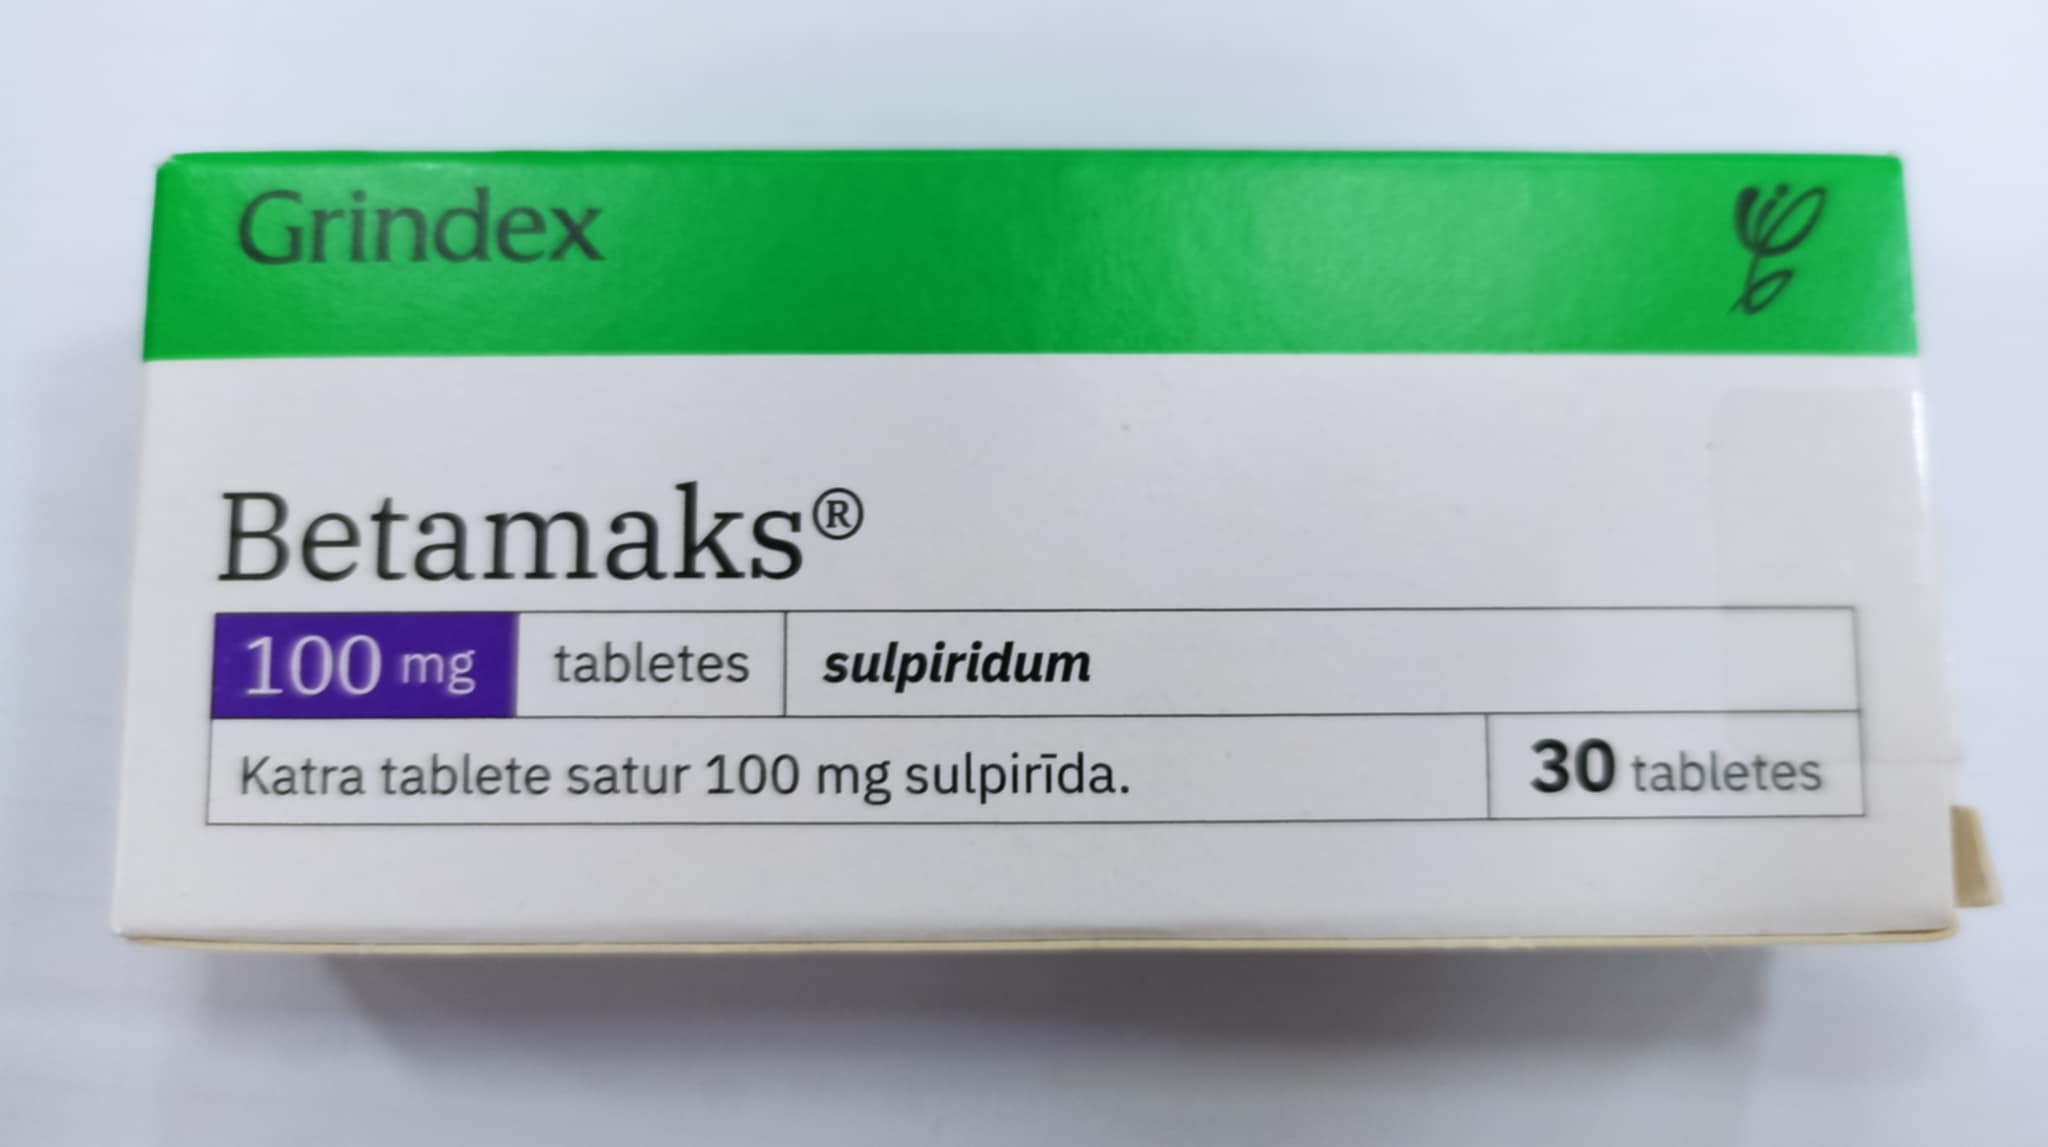 Grindex
Betamaks®
100 mg tabletes sulpiridum
Katra tablete satur 100 mg sulpirīda. 30 tabletes